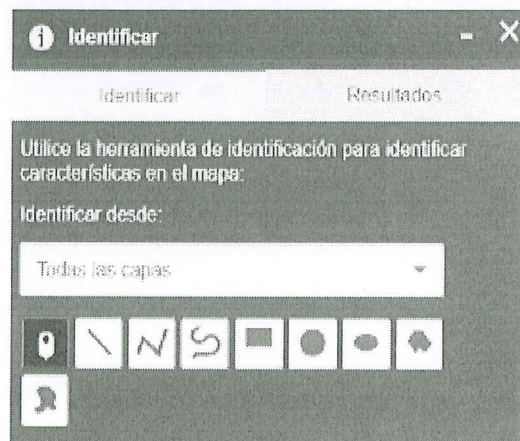 Identificar
Identificar Resultados
Utilice la herramienta de identificación para identificar
características en el mapa:
Identificar desde:
Todas las capas